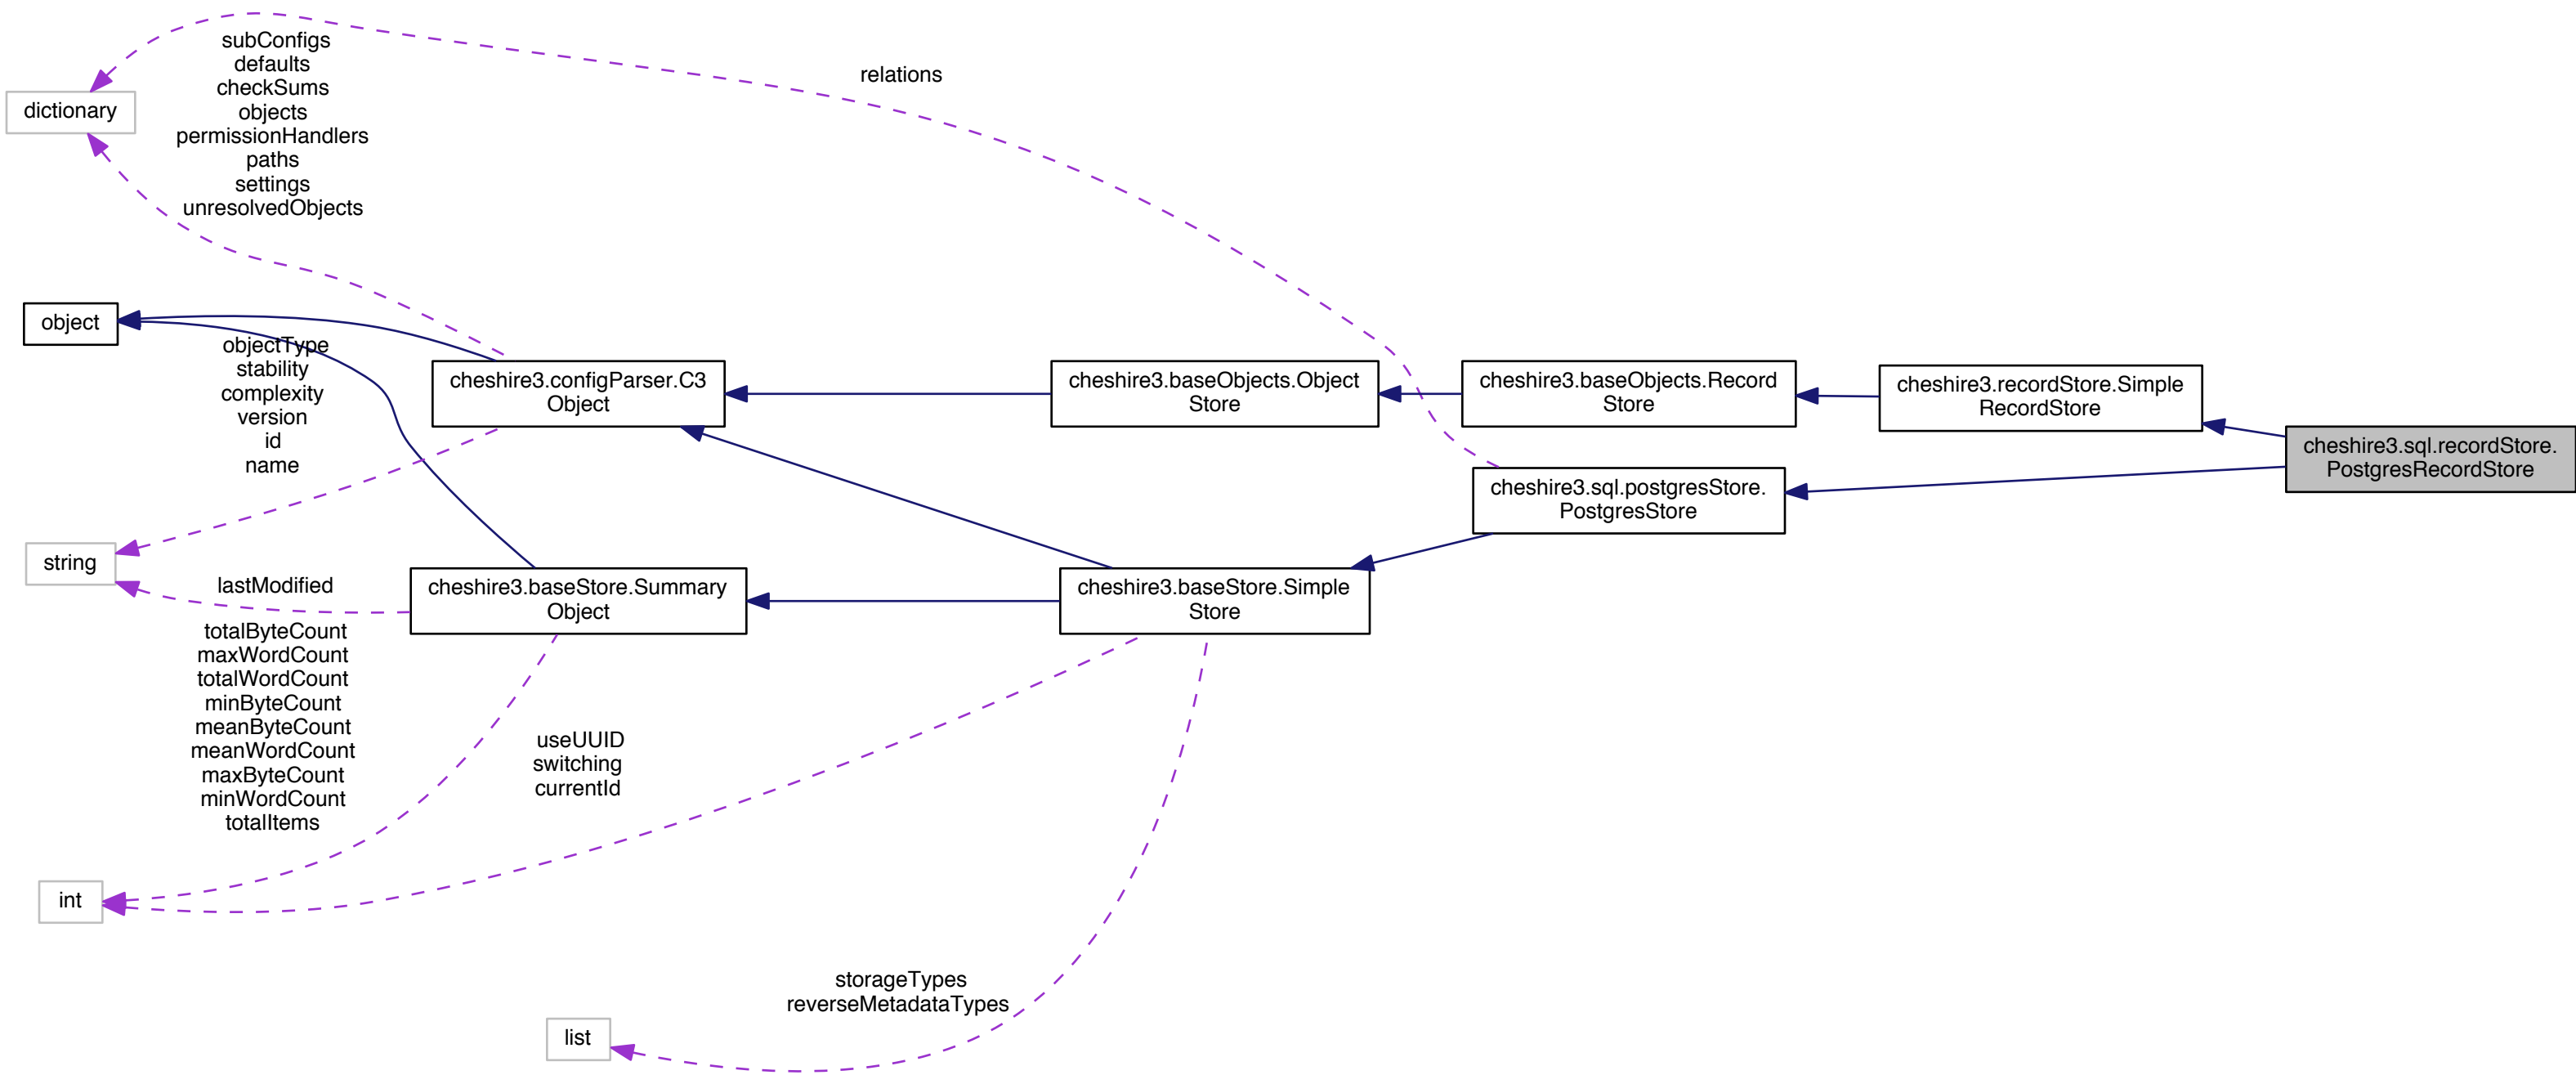 subConfigs
defaults
checkSums
objects
permissionHandlers
paths
settings
unresolvedObjects
relations
dictionary
object
objectType
stability
complexity
version
id
name
cheshire3.configParser.C3
Object
cheshire3.baseObjects.Object
Store
cheshire3.baseObjects.Record
Store
cheshire3.recordStore.Simple
RecordStore
cheshire3.sql.recordStore.
PostgresRecordStore
cheshire3.sql.postgresStore.
PostgresStore
string
lastModified
cheshire3.baseStore.Summary
Object
cheshire3.baseStore.Simple
Store
totalByteCount
maxWordCount
totalWordCount
minByteCount
meanByteCount
meanWordCount
maxByteCount
minWordCount
totalItems
useUUID
switching
currentId
int
storageTypes
reverseMetadataTypes
list